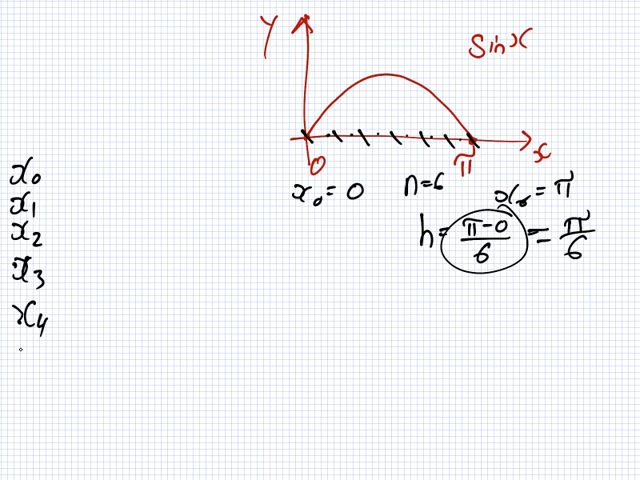 y
sin x
0
π
x
x₀ = 0
n=6
x₆ = π
h = (π-0)/6 = π/6
x₀
x₁
x₂
x₃
x₄